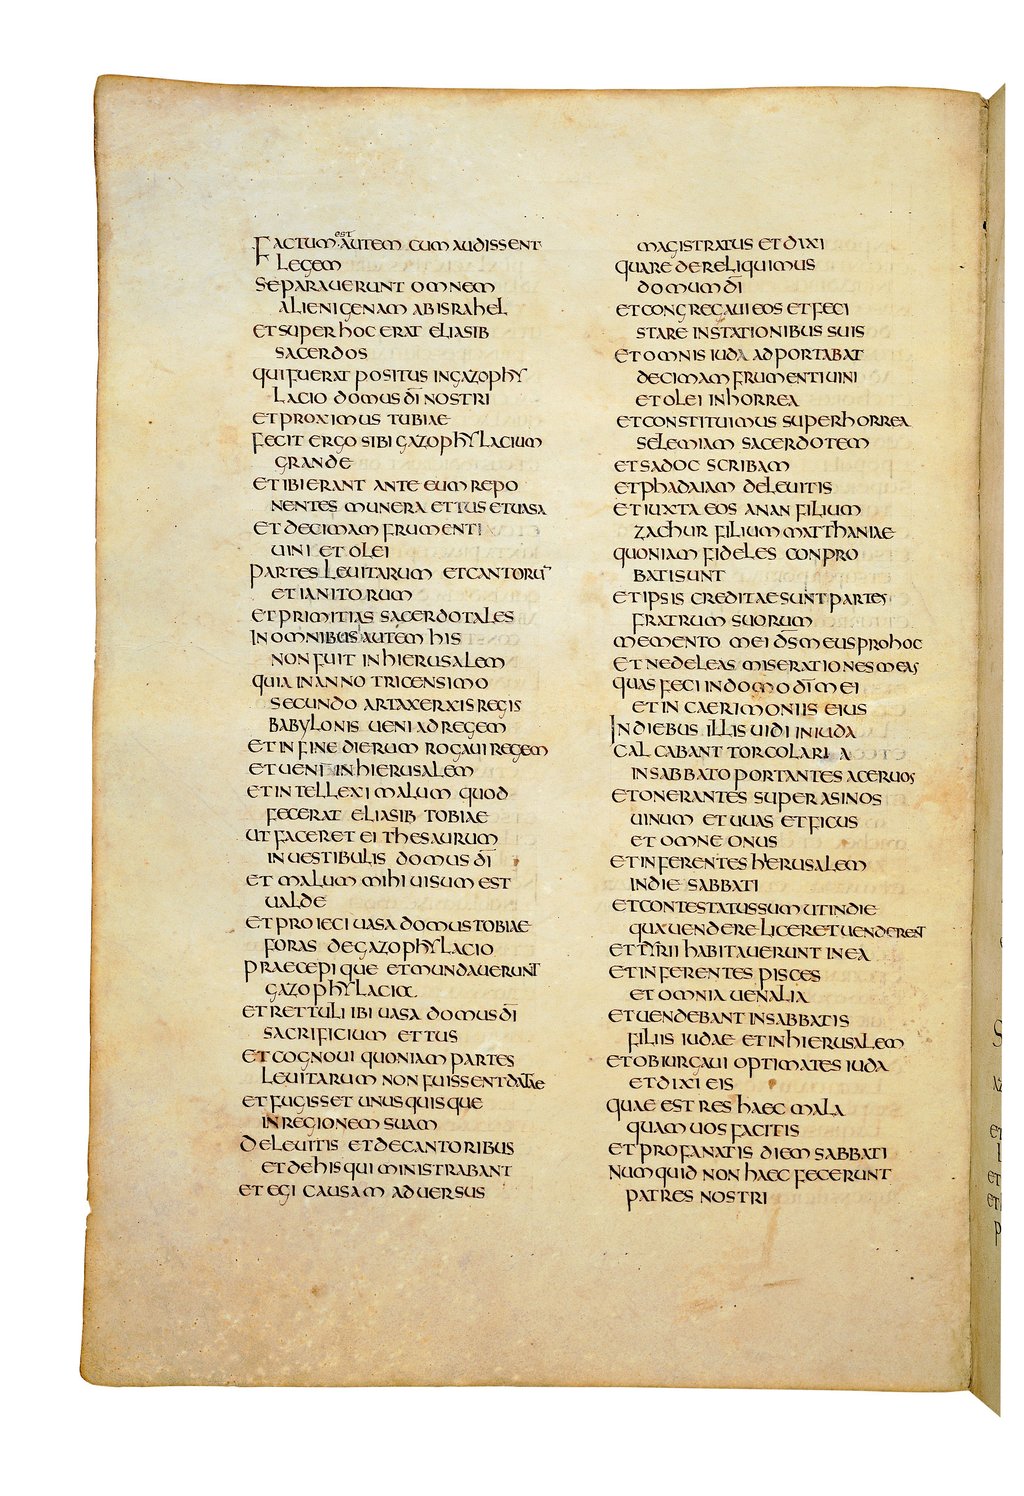 est
FACTUM AUTEM CUM AUDISSENT
LEGEM
SEPARAUERUNT OMNEM
ALIENIGENAM AB ISRAHEL
ET SUPER HOC ERAT ELIASIB
SACERDOS
QUI FUERAT POSITUS IN GAZOPHY
LACIO DOMUS DI NOSTRI
ET PROXIMUS TUBIAE
FECIT ERGO SIBI GAZOPHYLACIUM
GRANDE
ET IBI ERANT ANTE EUM REPO
NENTES MUNERA ET TUS ET UASA
ET DECIMAM FRUMENTI
UINI ET OLEI
PARTES LEUITARUM ET CANTORU
ET IANITORUM
ET PRIMITIAS SACERDOTALES
IN OMNIBUS AUTEM HIS
NON FUIT IN HIERUSALEM
QUIA IN ANNO TRICENSIMO
SECUNDO ARTAXERXIS REGIS
BABYLONIS UENI AD REGEM
ET IN FINE DIERUM ROGAUI REGEM
ET UENI IN HIERUSALEM
ET INTELLEXI MALUM QUOD
FECERAT ELIASIB TOBIAE
UT FACERET EI THESAURUM
IN UESTIBULIS DOMUS DI
ET MALUM MIHI UISUM EST
UALDE
ET PROIECI UASA DOMUS TOBIAE
FORAS DE GAZOPHYLACIO
PRAECEPIQUE ET MUNDAUERUNT
GAZOPHYLACIA
ET RETTULI IBI UASA DOMUS DI
SACRIFICIUM ET TUS
ET COGNOUI QUONIAM PARTES
LEUITARUM NON FUISSENT DATAE
ET FUGISSET UNUSQUISQUE
IN REGIONEM SUAM
DE LEUITIS ET DE CANTORIBUS
ET DE HIS QUI MINISTRABANT
ET EGI CAUSAM ADUERSUS
MAGISTRATUS ET DIXI
QUARE DERELIQUIMUS
DOMUM DI
ET CONGREGAUI EOS ET FECI
STARE IN STATIONIBUS SUIS
ET OMNIS IUDA ADPORTABAT
DECIMAM FRUMENTI UINI
ET OLEI IN HORREA
ET CONSTITUIMUS SUPER HORREA
SELEMIAM SACERDOTEM
ET SADOC SCRIBAM
ET PHADAIAM DE LEUITIS
ET IUXTA EOS ANAN FILIUM
ZACHUR FILIUM MATTHANIAE
QUONIAM FIDELES CONPRO
BATI SUNT
ET IPSIS CREDITAE SUNT PARTES
FRATRUM SUORUM
MEMENTO MEI DS MEUS PRO HOC
ET NE DELEAS MISERATIONES MEAS
QUAS FECI IN DOMO DI MEI
ET IN CAERIMONIIS EIUS
IN DIEBUS ILLIS UIDI IN IUDA
CALCABANT TORCOLARIA
IN SABBATO PORTANTES ACERUOS
ET ONERANTES SUPER ASINOS
UINUM ET UUAS ET FICUS
ET OMNE ONUS
ET INFERENTES HIERUSALEM
IN DIE SABBATI
ET CONTESTATUS SUM UT IN DIE
QUA UENDERE LICERET UENDERENT
ET TYRII HABITAUERUNT IN EA
ET INFERENTES PISCES
ET OMNIA UENALIA
ET UENDEBANT IN SABBATIS
FILIIS IUDAE ET IN HIERUSALEM
ET OBIURGAUI OPTIMATES IUDA
ET DIXI EIS
QUAE EST RES HAEC MALA
QUAM UOS FACITIS
ET PROFANATIS DIEM SABBATI
NUMQUID NON HAEC FECERUNT
PATRES NOSTRI